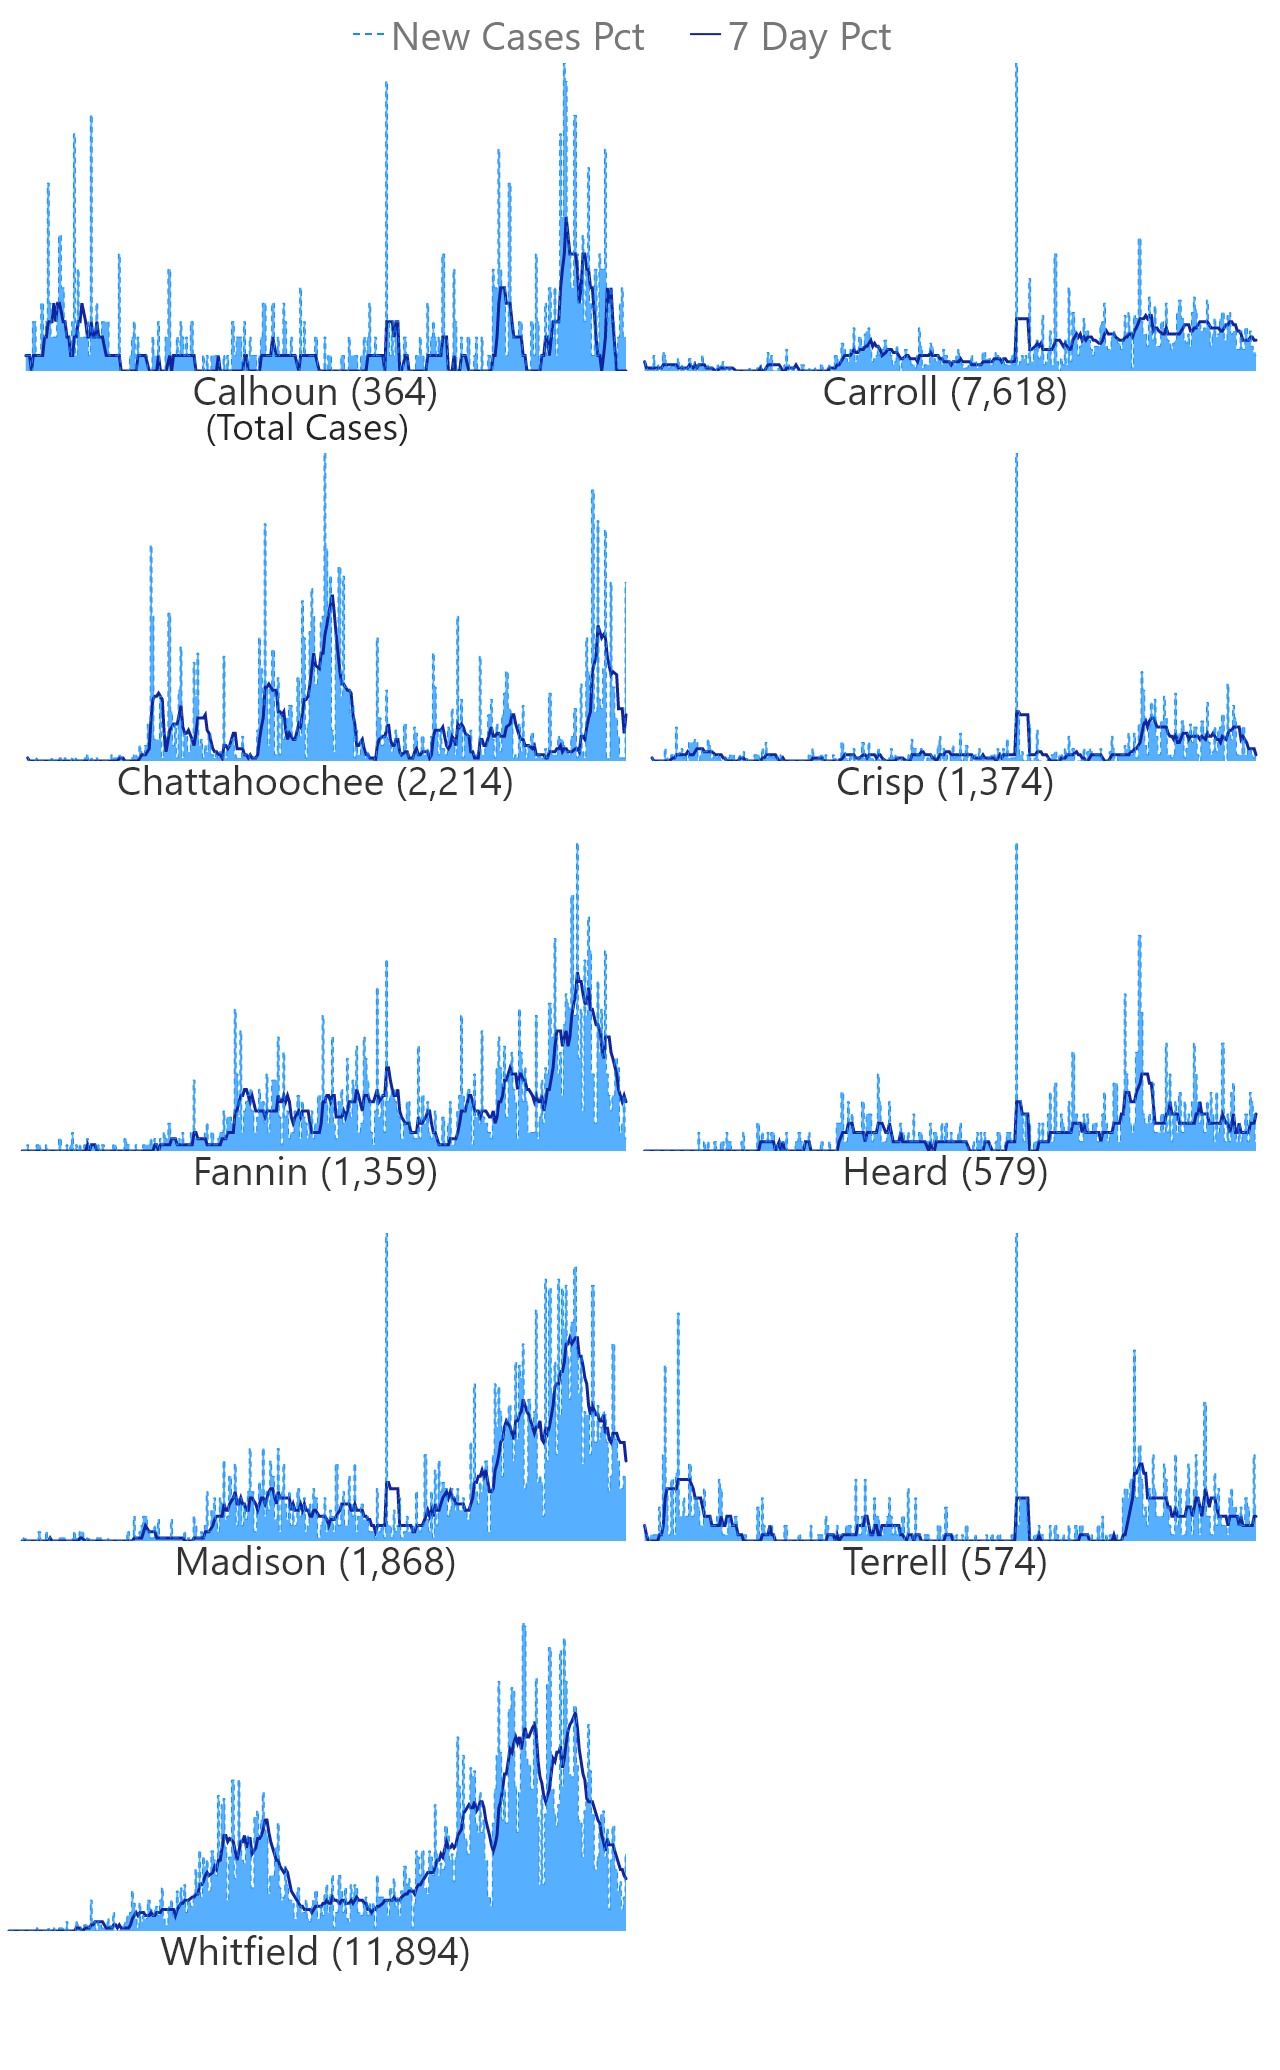 New Cases Pct 7 Day Pct
Calhoun (364) Carroll (7,618)
(Total Cases)
Chattahoochee (2,214) Crisp (1,374)
Fannin (1,359) Heard (579)
Madison (1,868) Terrell (574)
Whitfield (11,894)